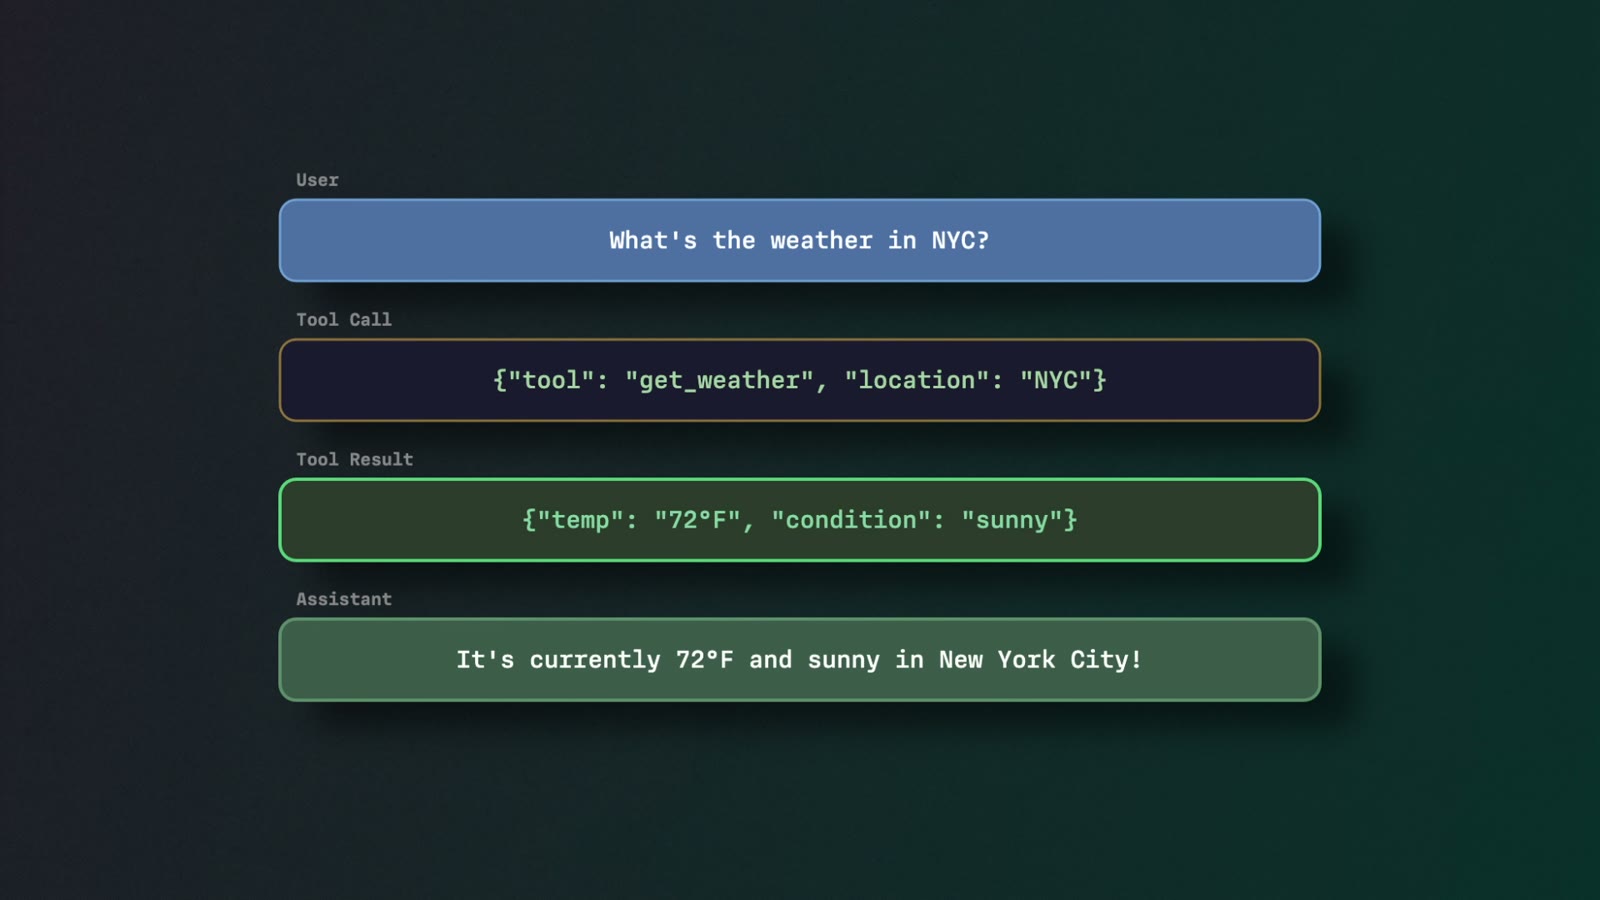 User
What's the weather in NYC?
Tool Call
{"tool": "get_weather", "location": "NYC"}
Tool Result
{"temp": "72°F", "condition": "sunny"}
Assistant
It's currently 72°F and sunny in New York City!